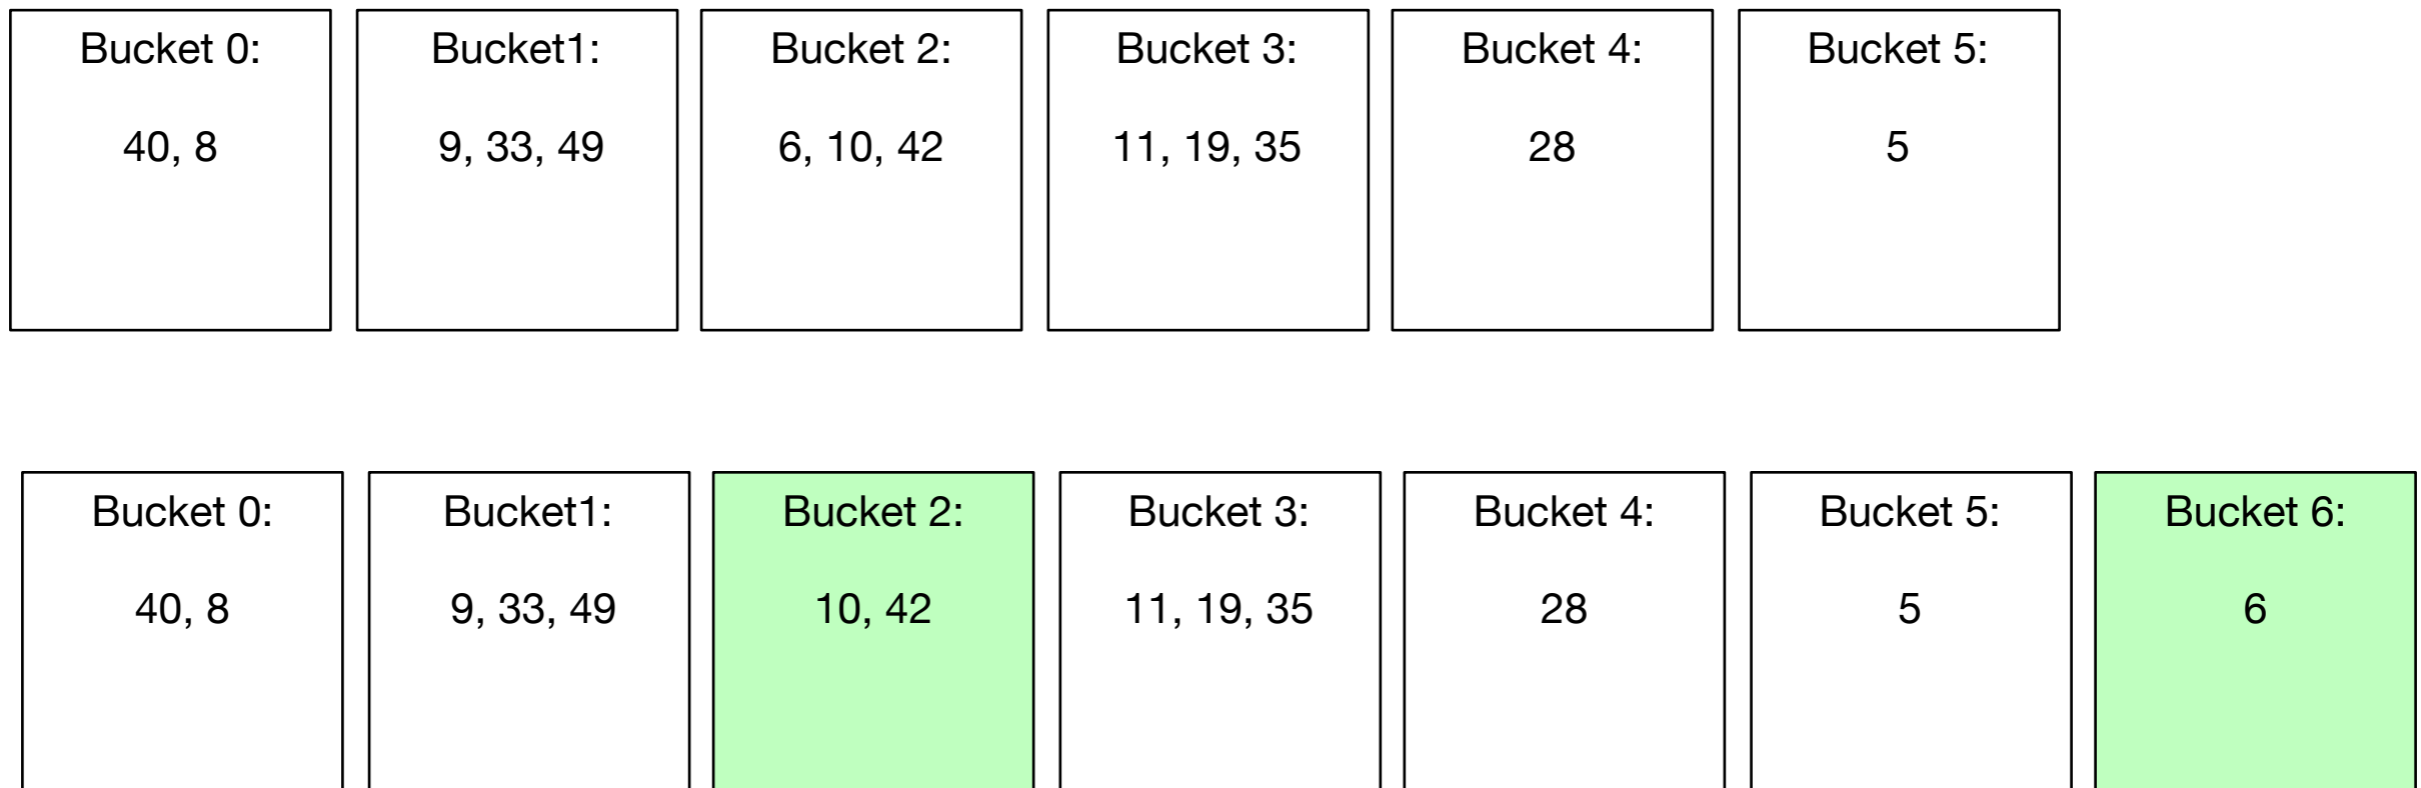 Bucket 0: Bucket1: Bucket 2: Bucket 3: Bucket 4: Bucket 5:
40, 8 9, 33, 49 6, 10, 42 11, 19, 35 28 5
Bucket 0: Bucket1: Bucket 2: Bucket 3: Bucket 4: Bucket 5: Bucket 6:
40, 8 9, 33, 49 10, 42 11, 19, 35 28 5 6